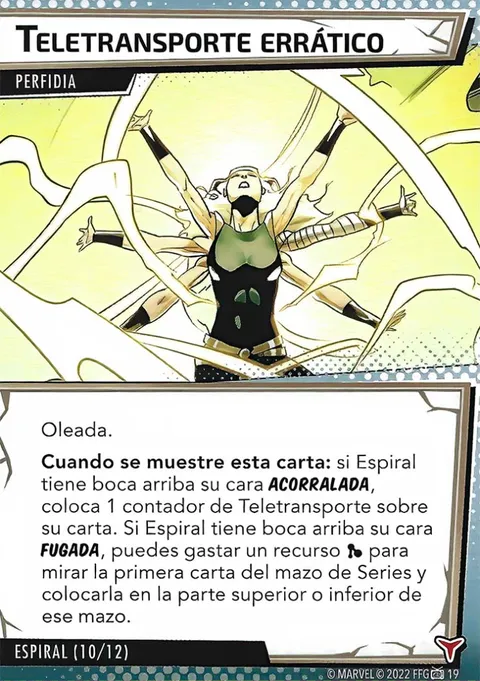 TELETRANSPORTE ERRÁTICO
PERFIDIA
Oleada.
Cuando se muestre esta carta: si Espiral
tiene boca arriba su cara ACORRALADA,
coloca 1 contador de Teletransporte sobre
su carta. Si Espiral tiene boca arriba su cara
FUGADA, puedes gastar un recurso para
mirar la primera carta del mazo de Series y
colocarla en la parte superior o inferior de
ese mazo.
ESPIRAL (10/12)
© MARVEL © 2022 FFG 19